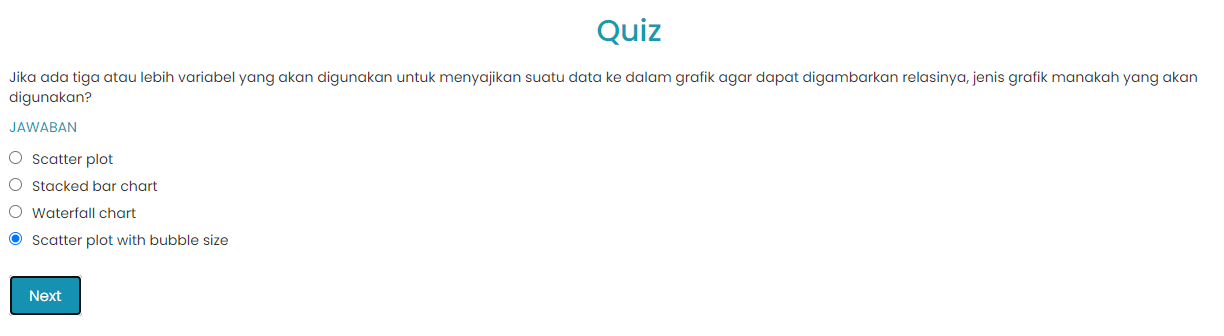 Quiz
Jika ada tiga atau lebih variabel yang akan digunakan untuk menyajikan suatu data ke dalam grafik agar dapat digambarkan relasinya, jenis grafik manakah yang akan
digunakan?
JAWABAN
Scatter plot
Stacked bar chart
Waterfall chart
Scatter plot with bubble size
Next